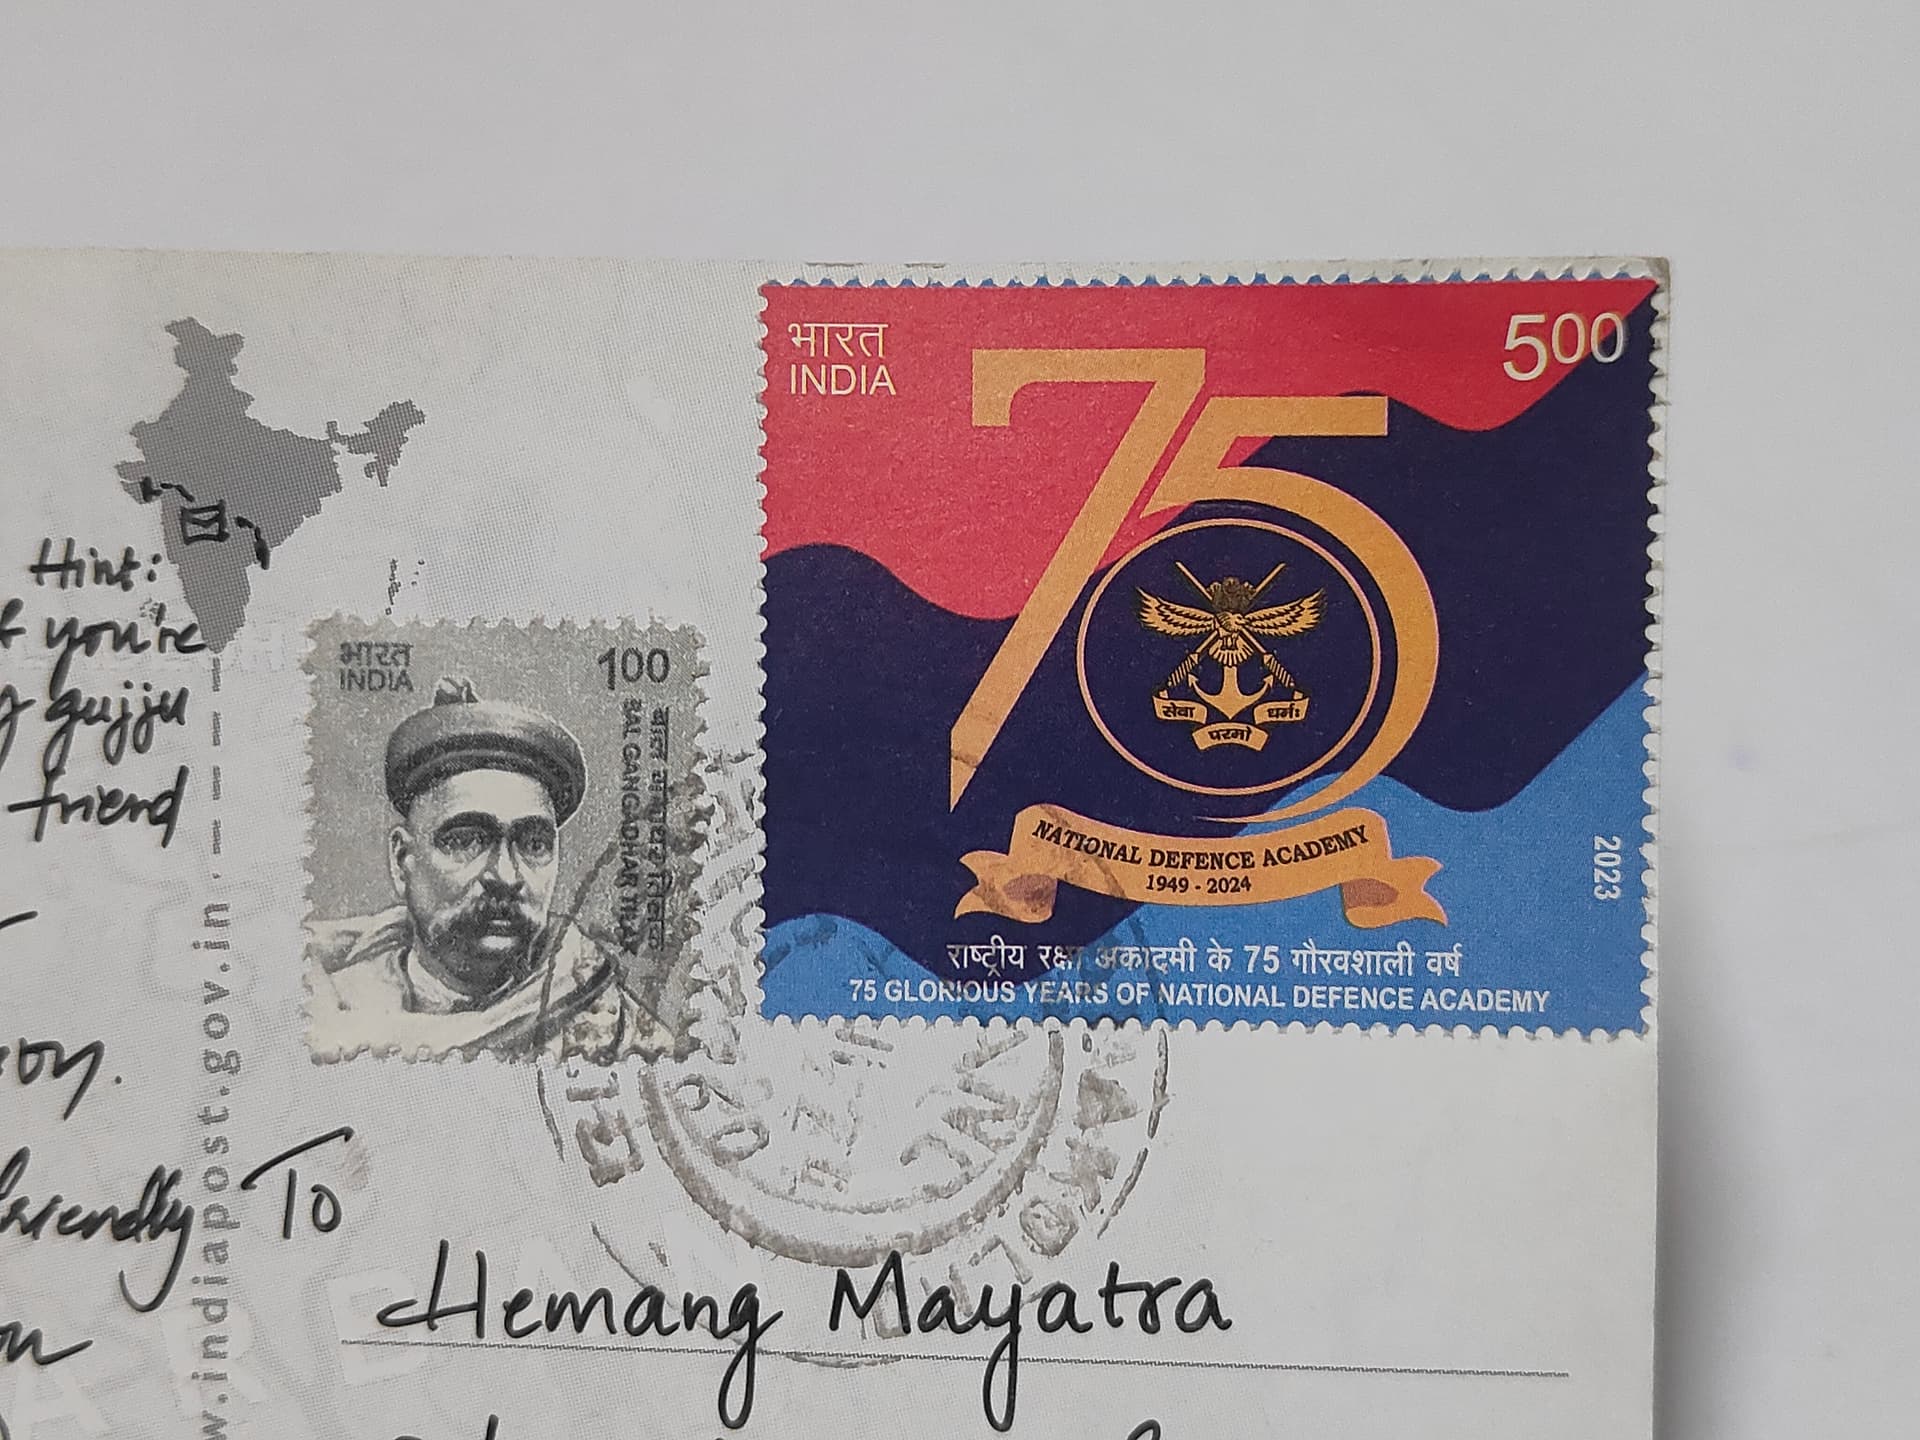 भारत
INDIA
500
75
सेवा परमो धर्मः
NATIONAL DEFENCE ACADEMY
1949 - 2024
2023
राष्ट्रीय रक्षा अकादमी के 75 गौरवशाली वर्ष
75 GLORIOUS YEARS OF NATIONAL DEFENCE ACADEMY
भारत
INDIA
100
बाल गंगाधर तिलक
BAL GANGADHAR TILAK
Hint:
you're
gujju
friend
To
Hemang Mayatra
w.indiapost.gov.in